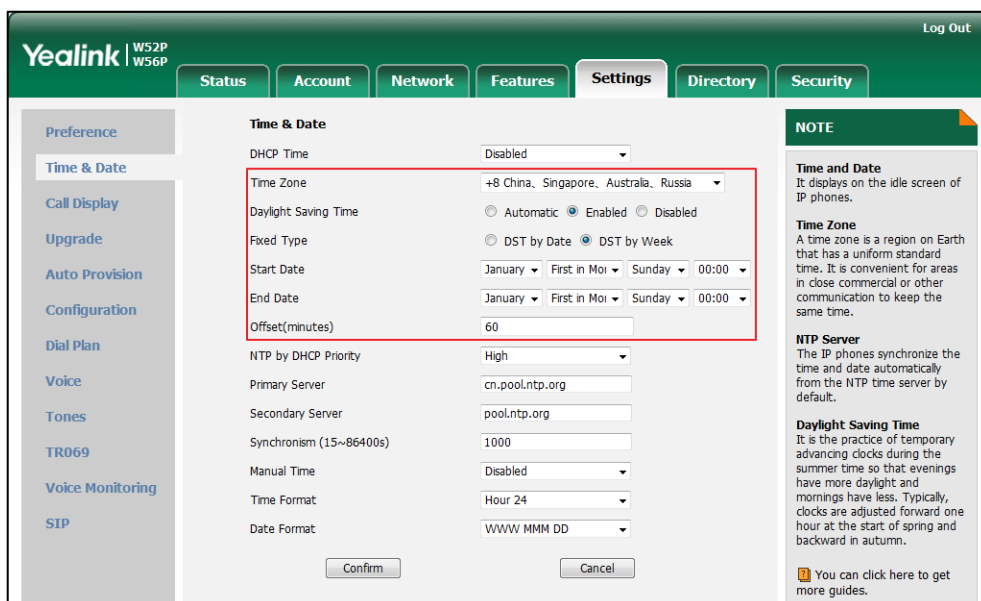 Log Out
Yealink | W52P
W56P
Status Account Network Features Settings Directory Security
Preference
Time & Date
Call Display
Upgrade
Auto Provision
Configuration
Dial Plan
Voice
Tones
TR069
Voice Monitoring
SIP
Time & Date
DHCP Time Disabled
Time Zone +8 China、Singapore、Australia、Russia
Daylight Saving Time Automatic Enabled Disabled
Fixed Type DST by Date DST by Week
Start Date January First in Mor Sunday 00:00
End Date January First in Mor Sunday 00:00
Offset(minutes) 60
NTP by DHCP Priority High
Primary Server cn.pool.ntp.org
Secondary Server pool.ntp.org
Synchronism (15~86400s) 1000
Manual Time Disabled
Time Format Hour 24
Date Format WWW MMM DD
Confirm Cancel
NOTE
Time and Date
It displays on the idle screen of
IP phones.
Time Zone
A time zone is a region on Earth
that has a uniform standard
time. It is convenient for areas
in close commercial or other
communication to keep the
same time.
NTP Server
The IP phones synchronize the
time and date automatically
from the NTP time server by
default.
Daylight Saving Time
It is the practice of temporary
advancing clocks during the
summer time so that evenings
have more daylight and
mornings have less. Typically,
clocks are adjusted forward one
hour at the start of spring and
backward in autumn.
You can click here to get
more guides.